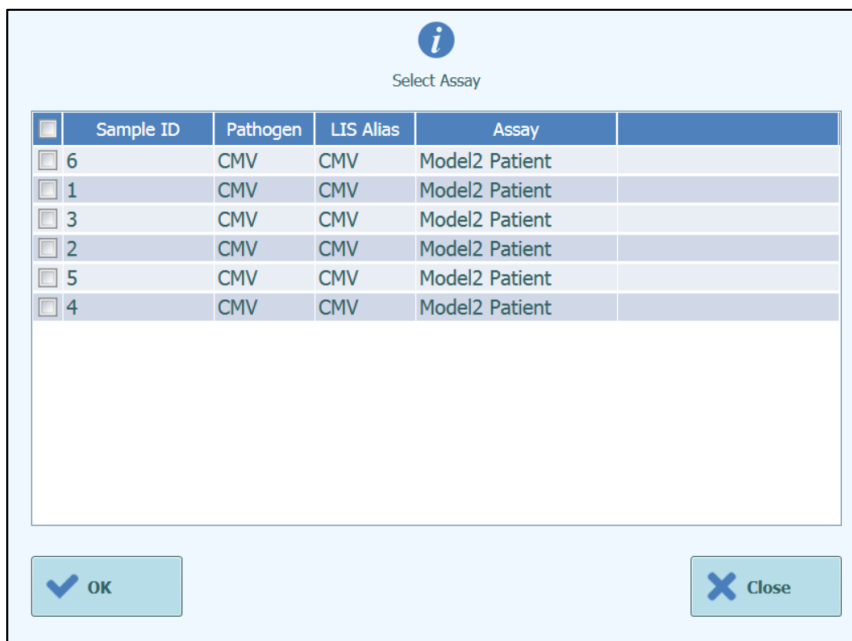 i
Select Assay
Sample ID Pathogen LIS Alias Assay
6 CMV CMV Model2 Patient
1 CMV CMV Model2 Patient
3 CMV CMV Model2 Patient
2 CMV CMV Model2 Patient
5 CMV CMV Model2 Patient
4 CMV CMV Model2 Patient
OK Close